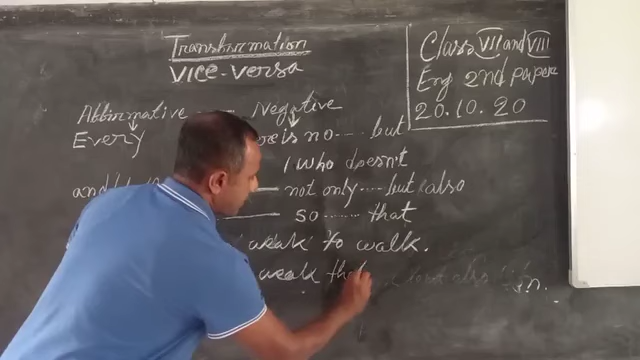 Transformation
Vice-versa
Class VII and VIII
Eng 2nd paper
20.10.20
Affirmative ...... Negative
Every is no .... but
/ who doesn't
not only .... but also
so ....... that
weak to walk.
weak that